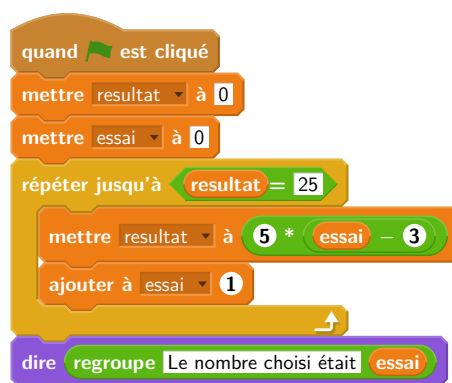 quand est cliqué
mettre resultat à 0
mettre essai à 0
répéter jusqu'à resultat = 25
mettre resultat à 5 * essai – 3
ajouter à essai 1
dire regroupe Le nombre choisi était essai